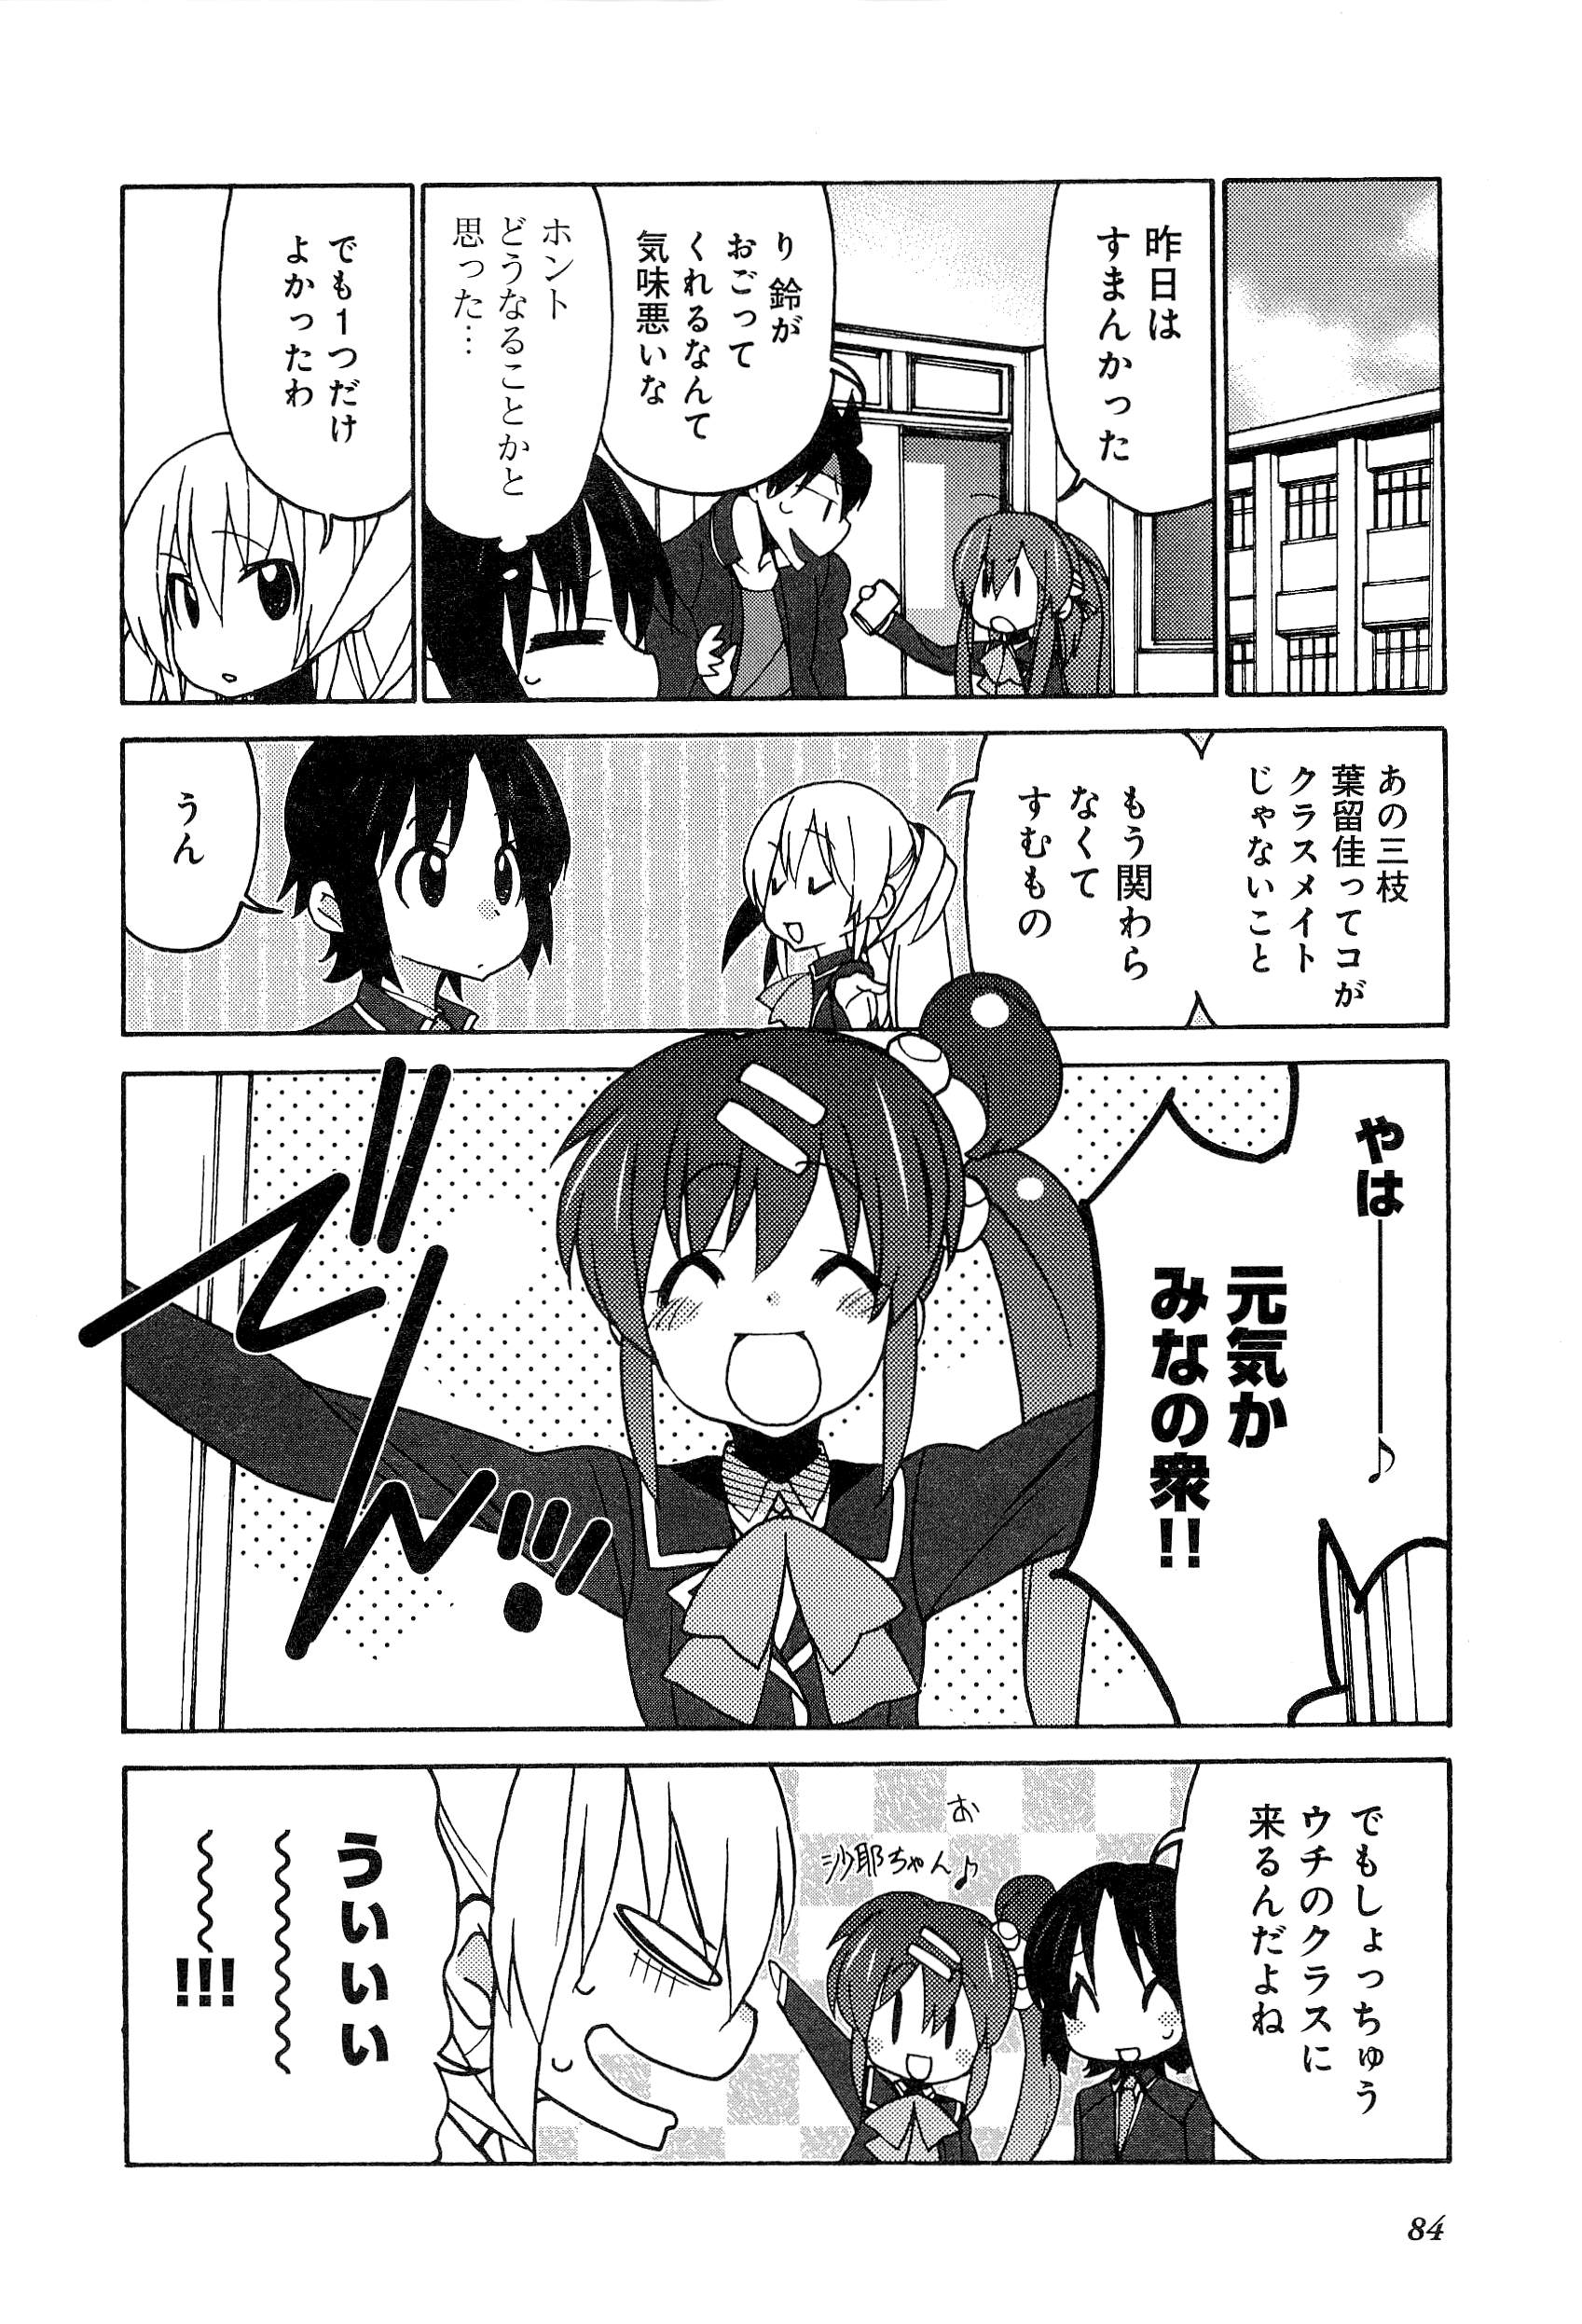 昨日は
すまんかった
り 鈴が
おごって
くれるなんて
気味悪いな
ホント
どうなることかと
思った…
でも1つだけ
よかったわ
あの三枝
葉留佳ってコが
クラスメイト
じゃないこと
もう関わら
なくて
すむもの
うん
やは――♪
元気か
みなの衆!!
でもしょっちゅう
ウチのクラスに
来るんだよね
お
沙耶ちゃん♪
ういいい
〜〜〜〜
〜〜〜!!!
84